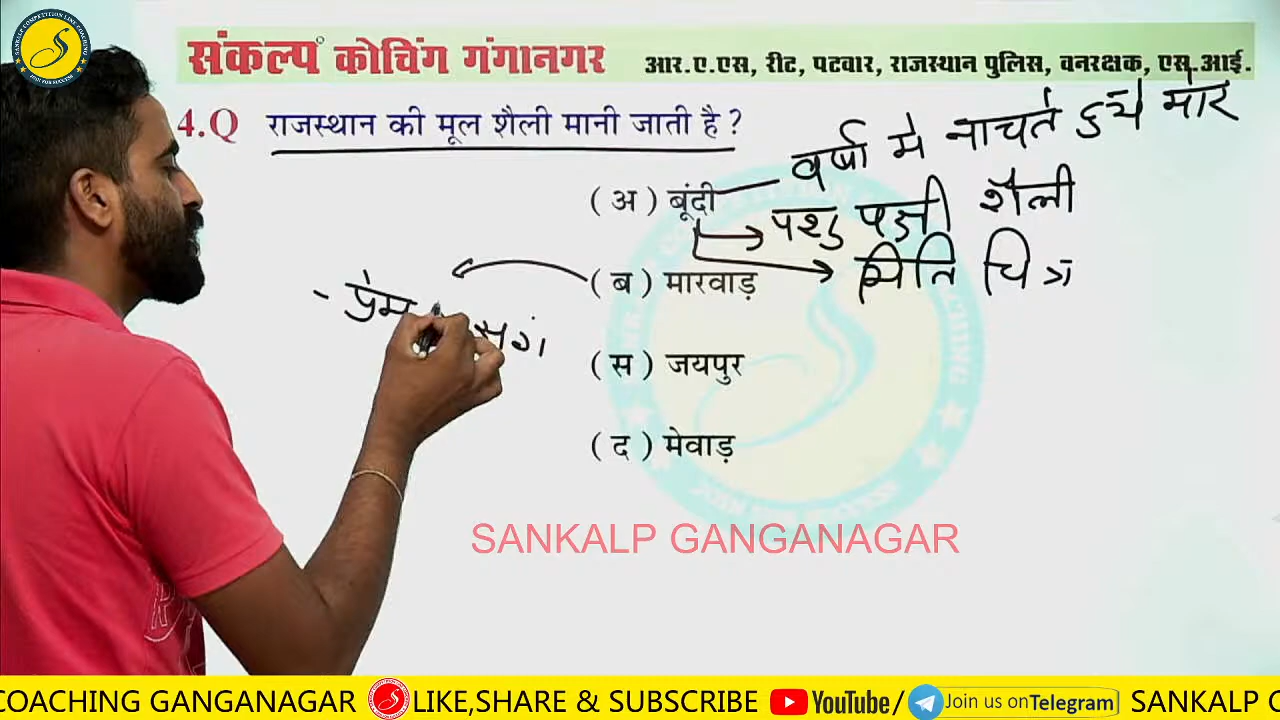 संकल्प कोचिंग गंगानगर आर.ए.एस, रीट, पटवार, राजस्थान पुलिस, वनरक्षक, एस.आई.
4.Q राजस्थान की मूल शैली मानी जाती है ?
( अ ) बूंदी
वर्षा मे नाचते हुये मोर
पशु पक्षी शैली
भिति चित्र
( ब ) मारवाड़
- प्रेम
( स ) जयपुर
( द ) मेवाड़
SANKALP GANGANAGAR
COACHING GANGANAGAR LIKE,SHARE & SUBSCRIBE YouTube / Join us on Telegram SANKALP